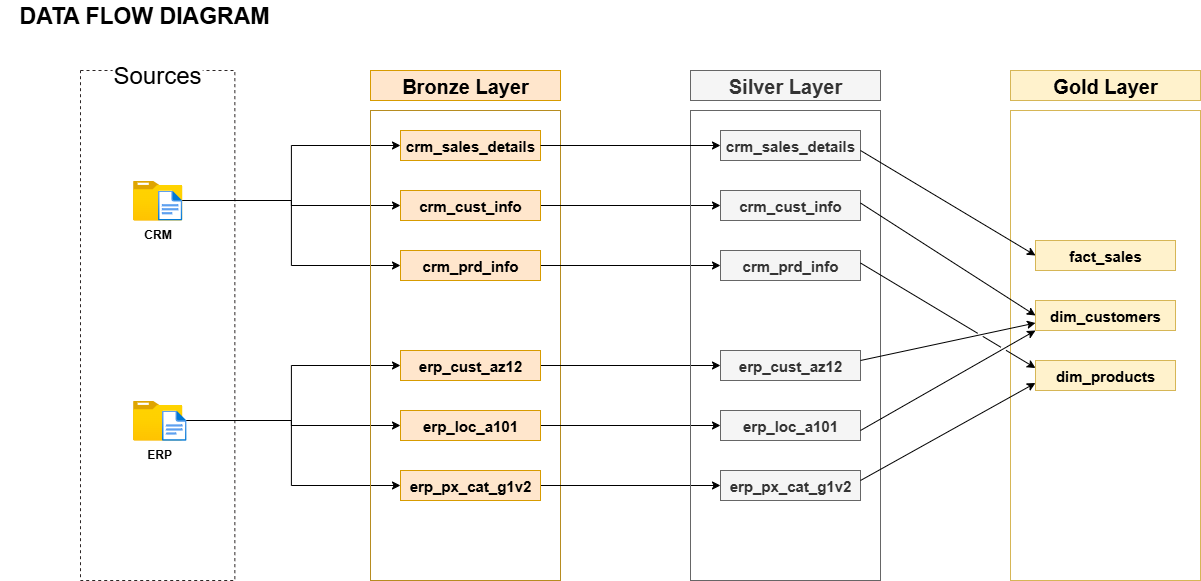 DATA FLOW DIAGRAM
Sources
Bronze Layer
Silver Layer
Gold Layer
CRM
ERP
crm_sales_details
crm_cust_info
crm_prd_info
erp_cust_az12
erp_loc_a101
erp_px_cat_g1v2
crm_sales_details
crm_cust_info
crm_prd_info
erp_cust_az12
erp_loc_a101
erp_px_cat_g1v2
fact_sales
dim_customers
dim_products